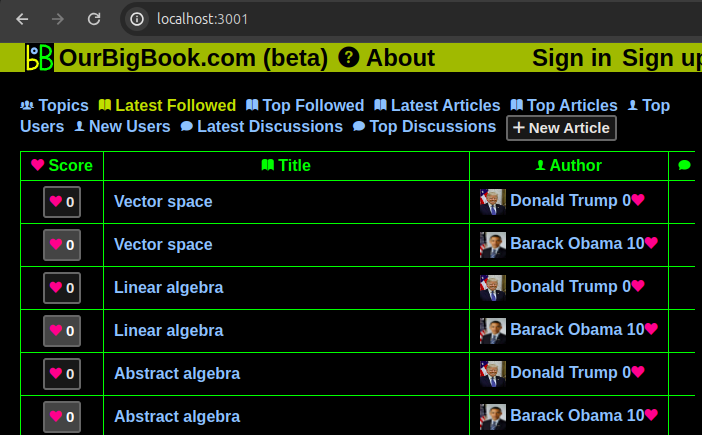 localhost:3001
OurBigBook.com (beta) ? About Sign in Sign up
Topics Latest Followed Top Followed Latest Articles Top Articles Top
Users New Users Latest Discussions Top Discussions + New Article
Score Title Author
0 Vector space Donald Trump 0
0 Vector space Barack Obama 10
0 Linear algebra Donald Trump 0
0 Linear algebra Barack Obama 10
0 Abstract algebra Donald Trump 0
0 Abstract algebra Barack Obama 10